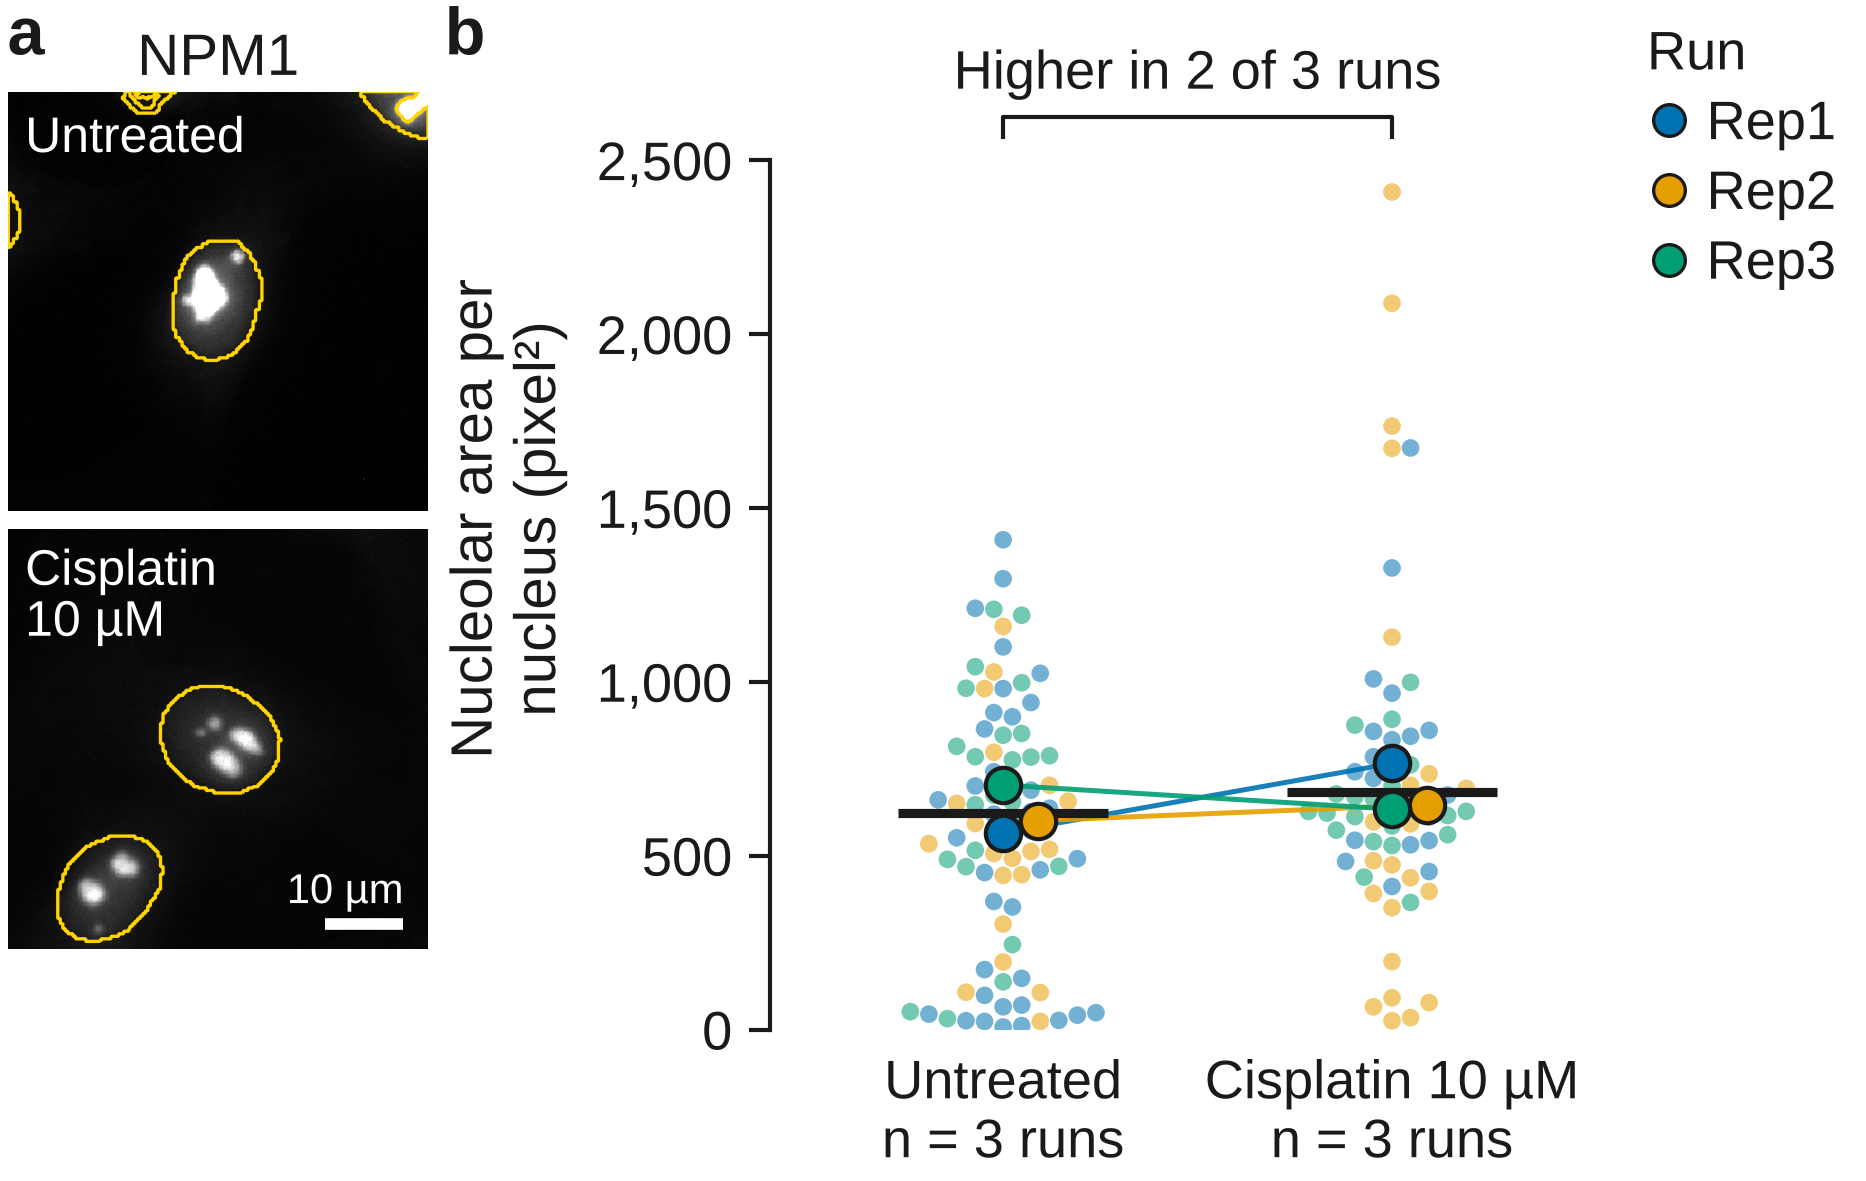 a
NPM1
Untreated
Cisplatin
10 µM
10 µm
b
Higher in 2 of 3 runs
Nucleolar area per
nucleus (pixel²)
2,500
2,000
1,500
1,000
500
0
Untreated
n = 3 runs
Cisplatin 10 µM
n = 3 runs
Run
Rep1
Rep2
Rep3